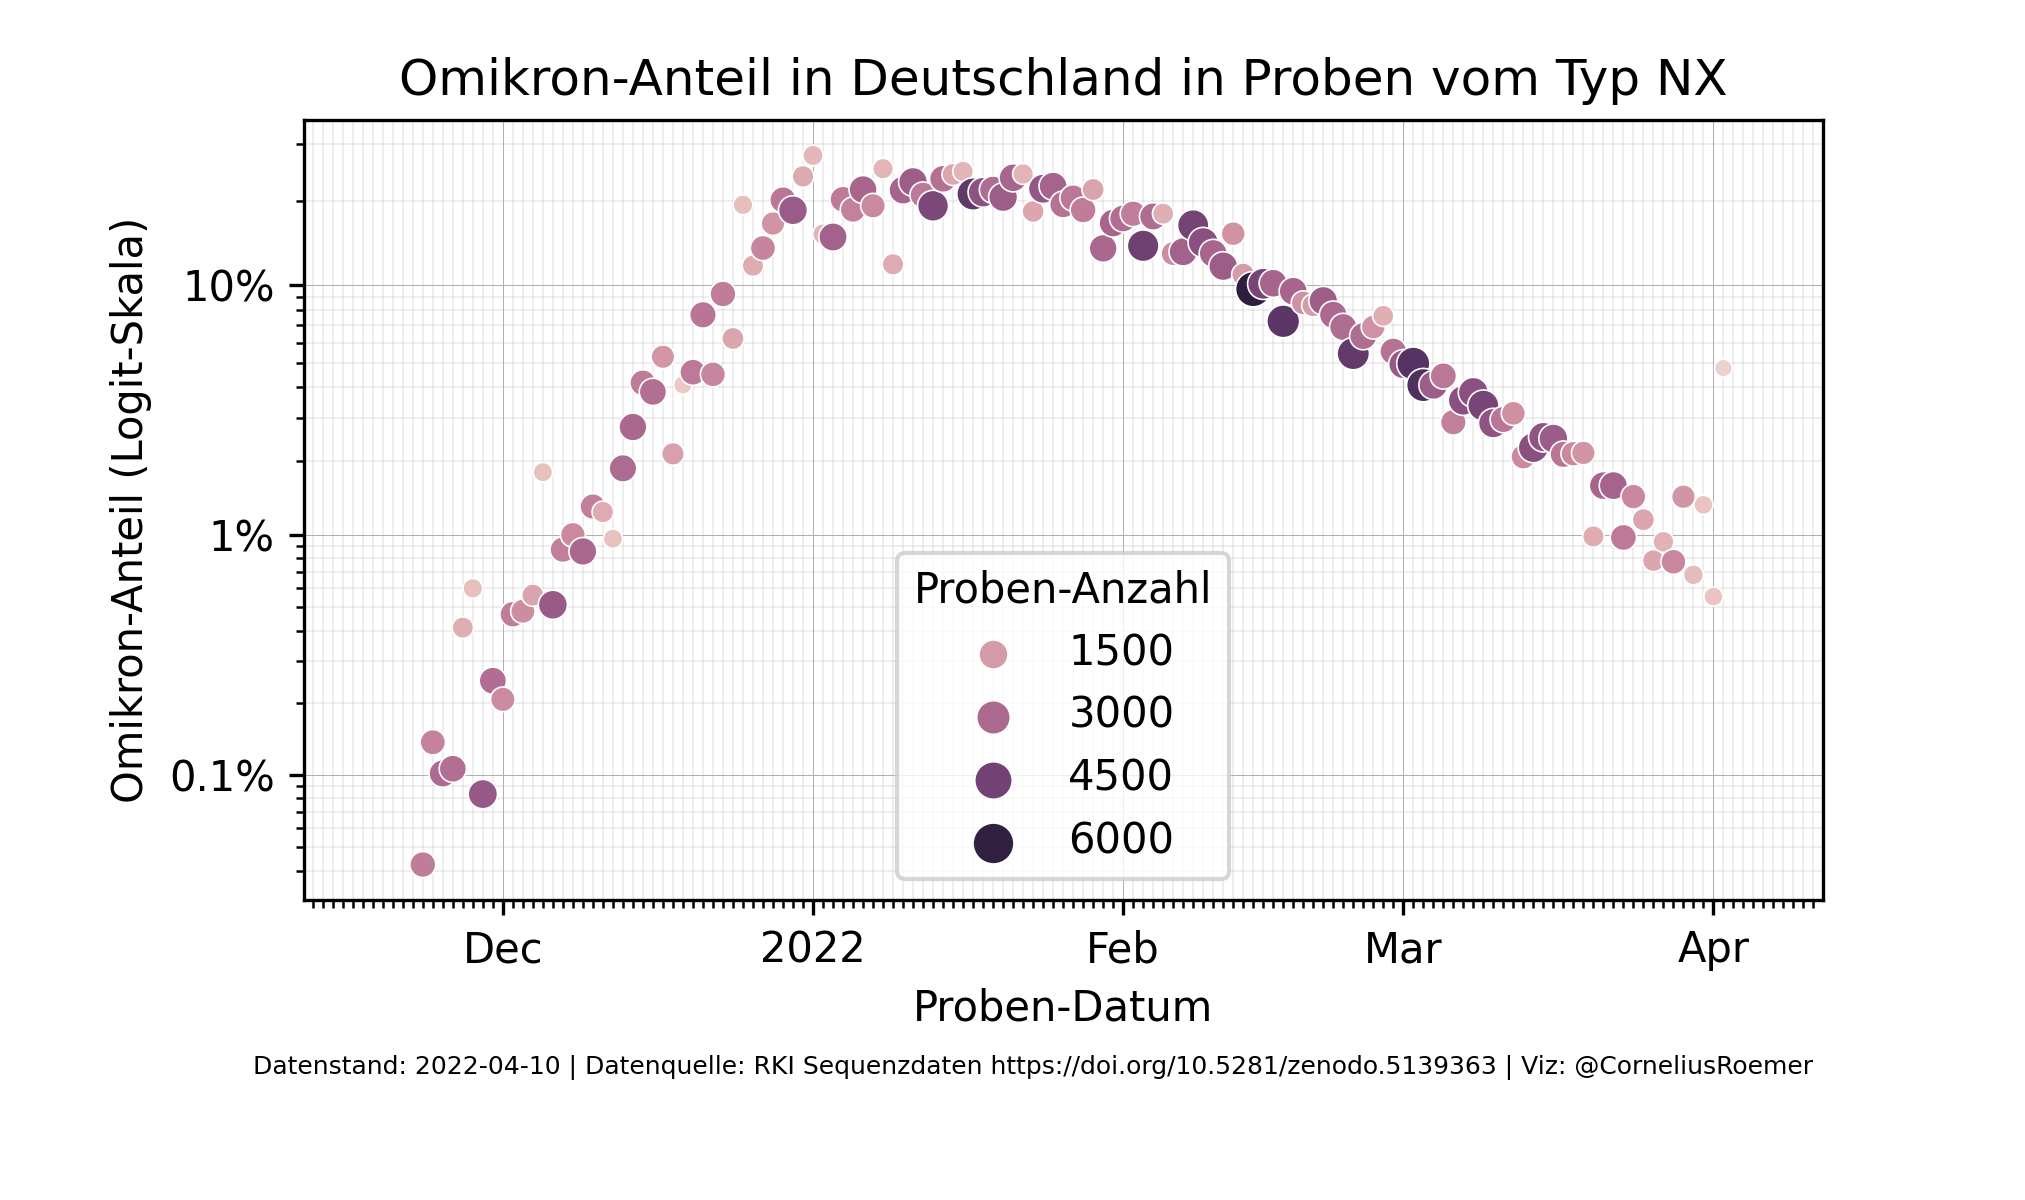 Omikron-Anteil in Deutschland in Proben vom Typ NX
Omikron-Anteil (Logit-Skala)
10%
1%
0.1%
Proben-Anzahl
1500
3000
4500
6000
Dec 2022 Feb Mar Apr
Proben-Datum
Datenstand: 2022-04-10 | Datenquelle: RKI Sequenzdaten https://doi.org/10.5281/zenodo.5139363 | Viz: @CorneliusRoemer